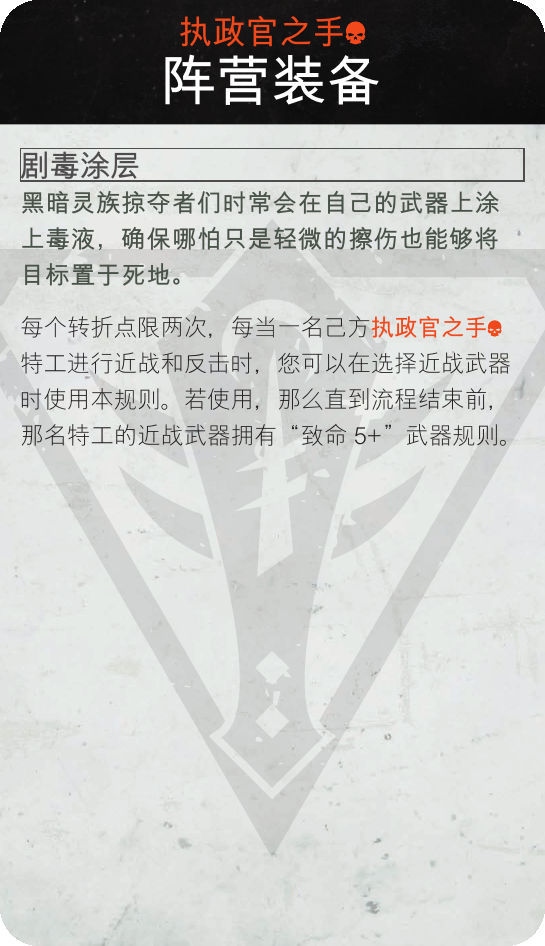 执政官之手
阵营装备
剧毒涂层
黑暗灵族掠夺者们时常会在自己的武器上涂
上毒液，确保哪怕只是轻微的擦伤也能够将
目标置于死地。
每个转折点限两次，每当一名己方执政官之手
特工进行近战和反击时，您可以在选择近战武器
时使用本规则。若使用，那么直到流程结束前，
那名特工的近战武器拥有“致命 5+”武器规则。